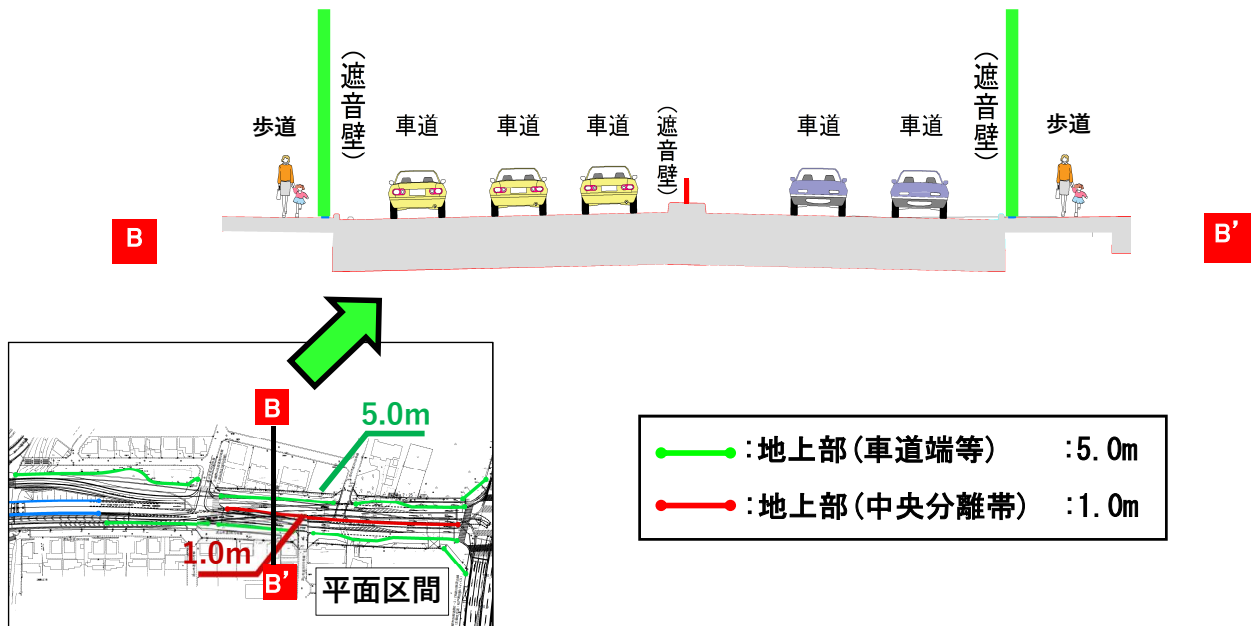 歩道
（遮音壁）
車道
車道
車道
（遮音壁）
車道
車道
（遮音壁）
歩道
B
B'
B
5.0m
1.0m
B'
平面区間
：地上部（車道端等）　：5.0m
：地上部（中央分離帯）　：1.0m